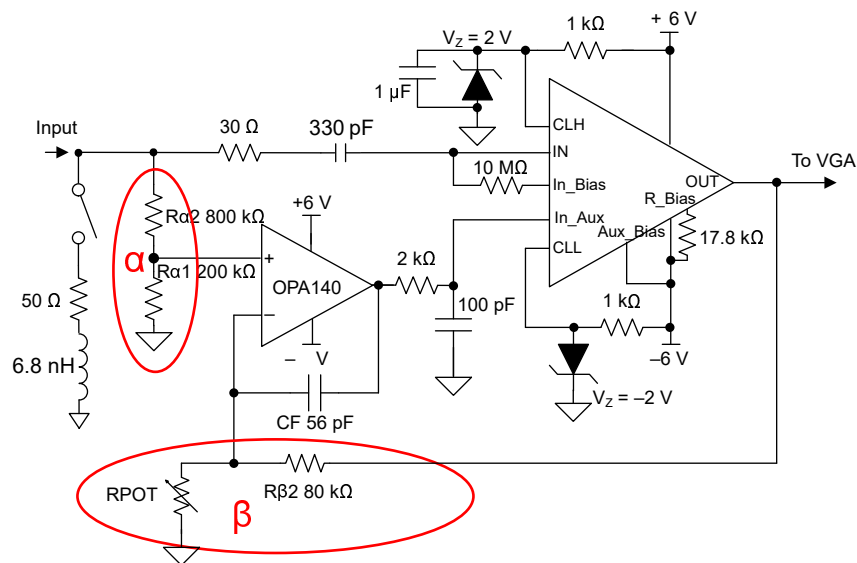 1 kΩ
+ 6 V
V_Z = 2 V
1 µF
CLH
Input
30 Ω
330 pF
IN
To VGA
10 MΩ
In_Bias
OUT
R_Bias
+6 V
Rα2 800 kΩ
In_Aux
Aux_Bias
17.8 kΩ
α
+
CLL
Rα1 200 kΩ
OPA140
2 kΩ
50 Ω
100 pF
1 kΩ
–
– V
–6 V
6.8 nH
V_Z = –2 V
CF 56 pF
RPOT
Rβ2 80 kΩ
β